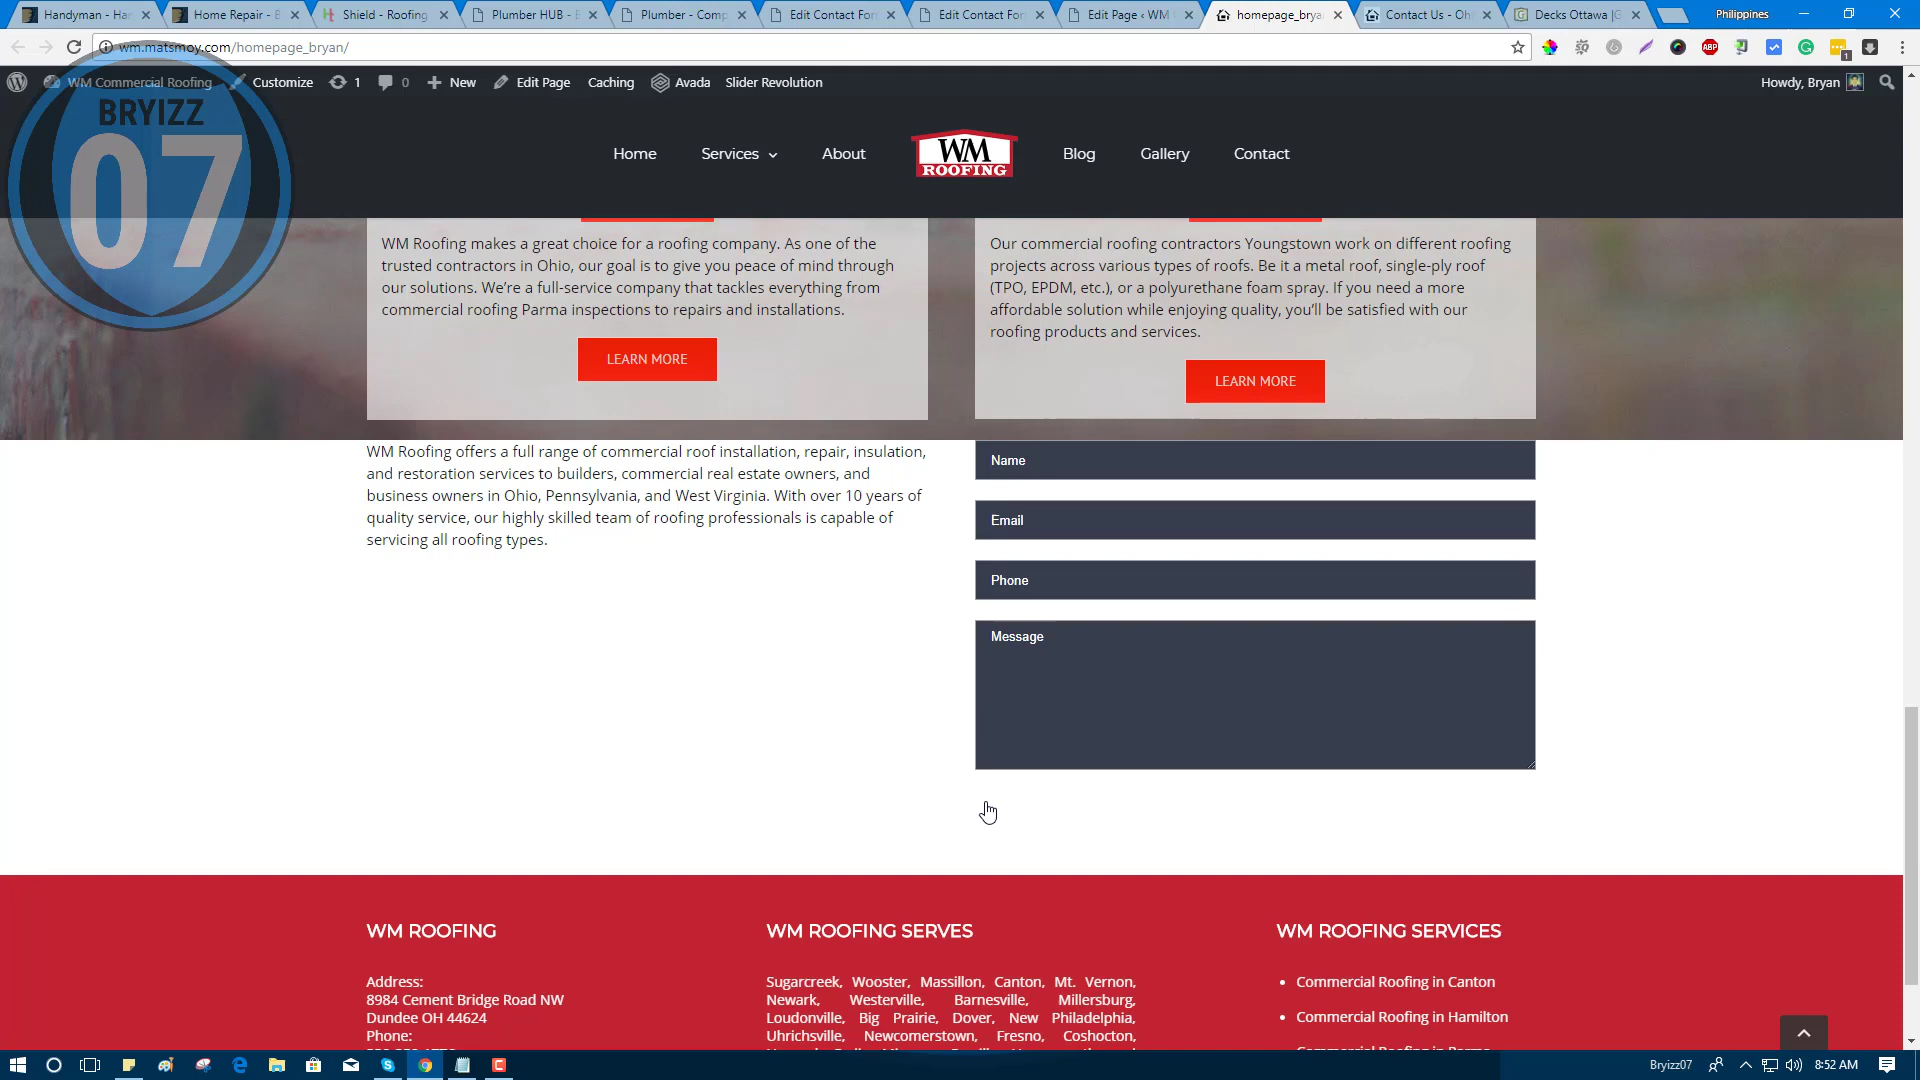 Handyman - Ha
Home Repair - B
Shield - Roofing
Plumber HUB - B
Plumber - Comp
Edit Contact For
Edit Contact For
Edit Page ‹ WM
homepage_brya
Contact Us - Oh
Decks Ottawa |G
Philippines
wm.matsmoy.com/homepage_bryan/
ABP
1
WM Commercial Roofing
Customize
1
0
New
Edit Page
Caching
Avada
Slider Revolution
Howdy, Bryan
BRYIZZ
07
Home
Services
About
WM
ROOFING
Blog
Gallery
Contact
WM Roofing makes a great choice for a roofing company. As one of the
trusted contractors in Ohio, our goal is to give you peace of mind through
our solutions. We're a full-service company that tackles everything from
commercial roofing Parma inspections to repairs and installations.
LEARN MORE
Our commercial roofing contractors Youngstown work on different roofing
projects across various types of roofs. Be it a metal roof, single-ply roof
(TPO, EPDM, etc.), or a polyurethane foam spray. If you need a more
affordable solution while enjoying quality, you'll be satisfied with our
roofing products and services.
LEARN MORE
WM Roofing offers a full range of commercial roof installation, repair, insulation,
and restoration services to builders, commercial real estate owners, and
business owners in Ohio, Pennsylvania, and West Virginia. With over 10 years of
quality service, our highly skilled team of roofing professionals is capable of
servicing all roofing types.
Name
Email
Phone
Message
WM ROOFING
Address:
8984 Cement Bridge Road NW
Dundee OH 44624
Phone:
WM ROOFING SERVES
Sugarcreek, Wooster, Massillon, Canton, Mt. Vernon,
Newark, Westerville, Barnesville, Millersburg,
Loudonville, Big Prairie, Dover, New Philadelphia,
Uhrichsville, Newcomerstown, Fresno, Coshocton,
WM ROOFING SERVICES
Commercial Roofing in Canton
Commercial Roofing in Hamilton
Commercial Roofing in Parma
Bryizz07
8:52 AM